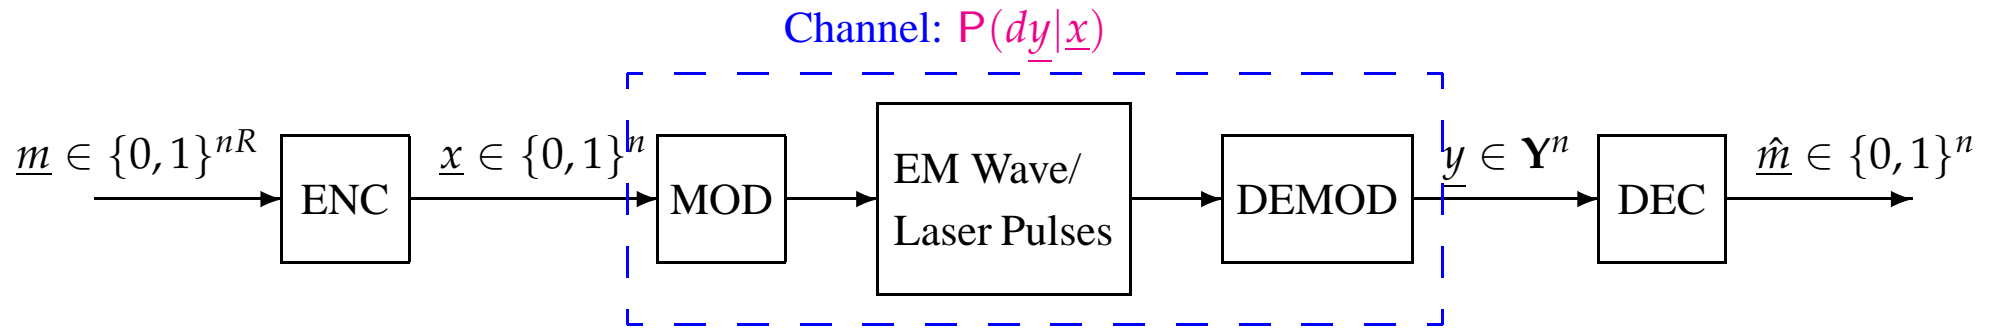 Channel: P(dy|x)
m ∈ {0, 1}^{nR}
ENC
x ∈ {0, 1}^n
MOD
EM Wave/
Laser Pulses
DEMOD
y ∈ Y^n
DEC
m̂ ∈ {0, 1}^n